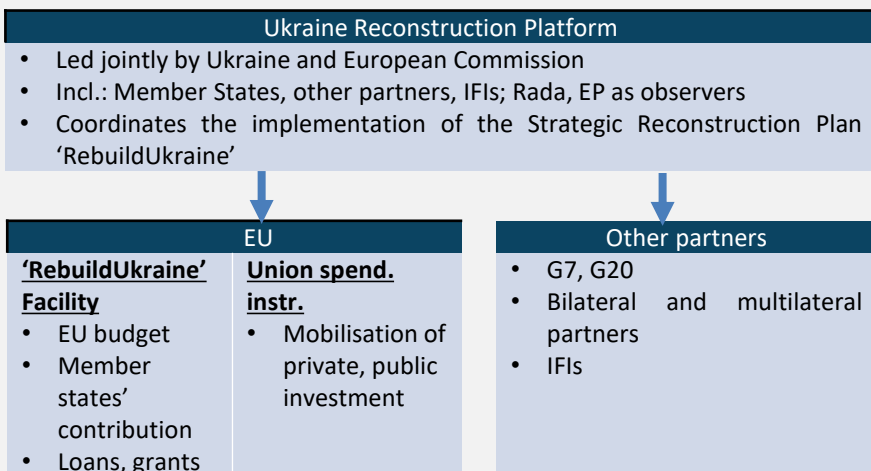 Ukraine Reconstruction Platform
• Led jointly by Ukraine and European Commission
• Incl.: Member States, other partners, IFIs; Rada, EP as observers
• Coordinates the implementation of the Strategic Reconstruction Plan
‘RebuildUkraine’
EU
‘RebuildUkraine’
Facility
• EU budget
• Member
states’
contribution
• Loans, grants
Union spend.
instr.
• Mobilisation of
private, public
investment
Other partners
• G7, G20
• Bilateral and multilateral
partners
• IFIs